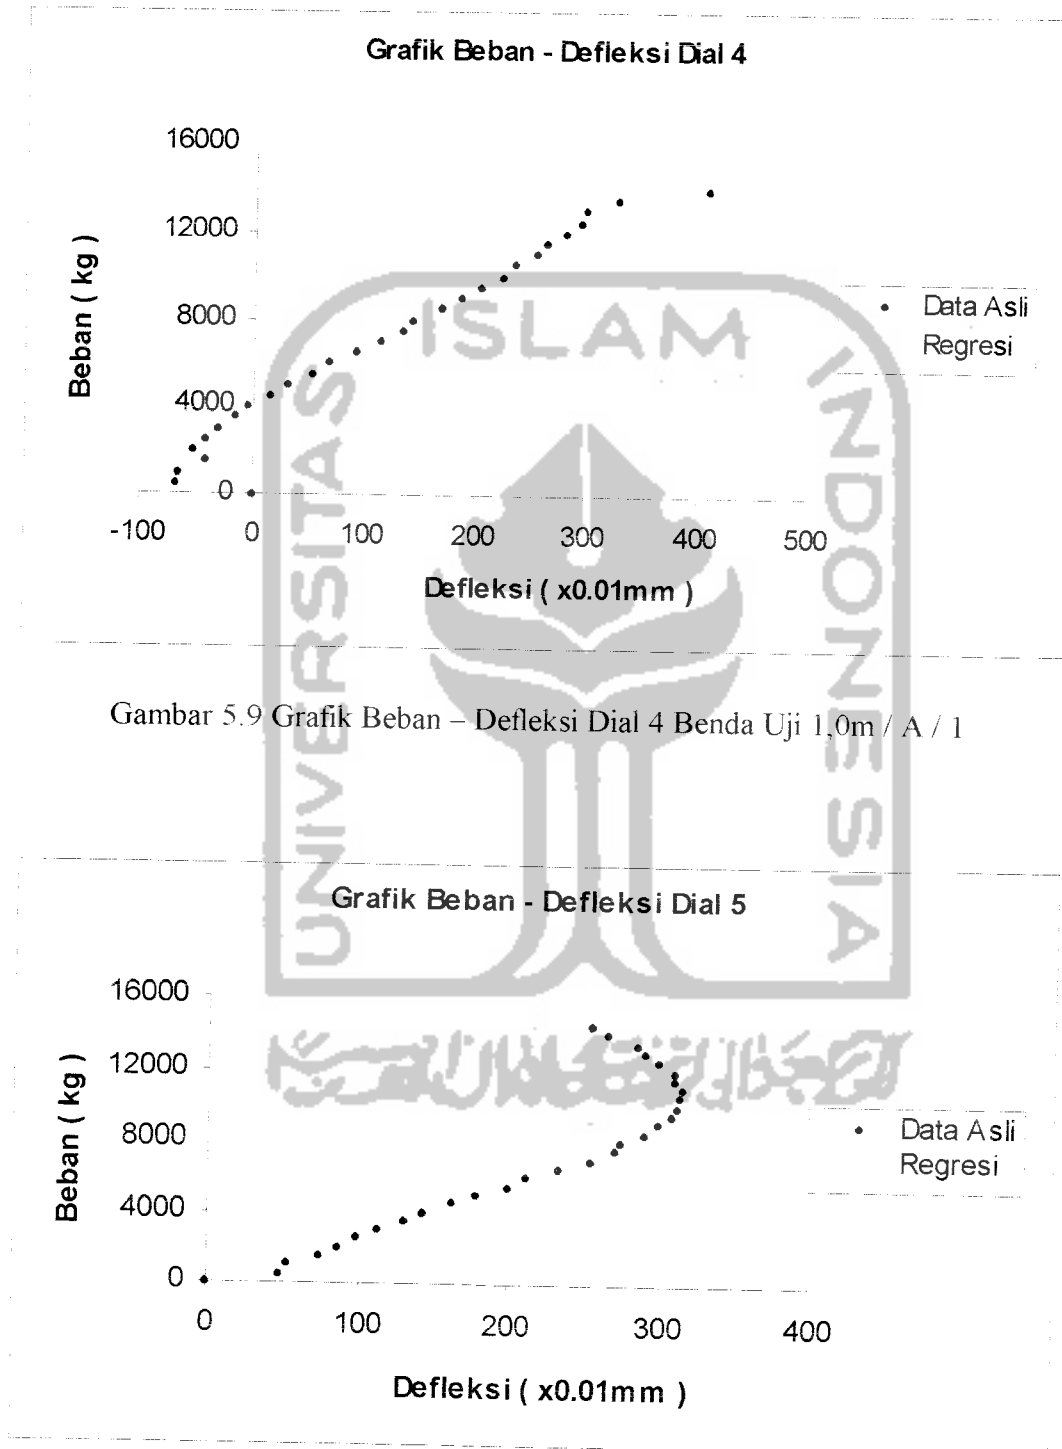 Grafik Beban - Defleksi Dial 4
16000
12000
8000
4000
0
-100 0 100 200 300 400 500
Beban ( kg )
Defleksi ( x0.01mm )
Data Asli
Regresi
Gambar 5.9 Grafik Beban – Defleksi Dial 4 Benda Uji 1,0m / A / 1
Grafik Beban - Defleksi Dial 5
16000
12000
8000
4000
0
0 100 200 300 400
Beban ( kg )
Defleksi ( x0.01mm )
Data Asli
Regresi
UNIVERSITAS
ISLAM
INDONESIA